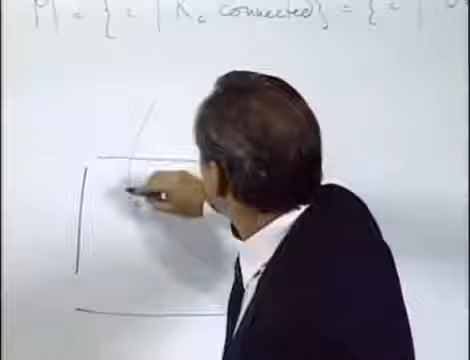 M = { c | K_c connected} = { c |